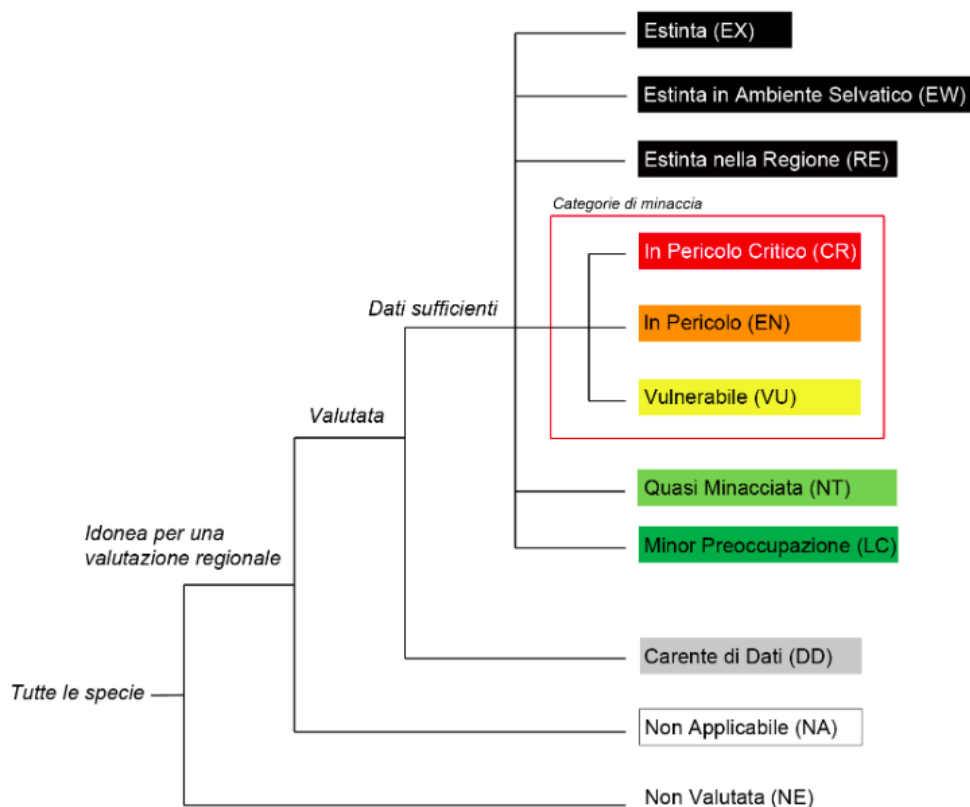 Estinta (EX)
Estinta in Ambiente Selvatico (EW)
Estinta nella Regione (RE)
Categorie di minaccia
In Pericolo Critico (CR)
Dati sufficienti
In Pericolo (EN)
Vulnerabile (VU)
Valutata
Quasi Minacciata (NT)
Idonea per una
valutazione regionale
Minor Preoccupazione (LC)
Carente di Dati (DD)
Tutte le specie
Non Applicabile (NA)
Non Valutata (NE)